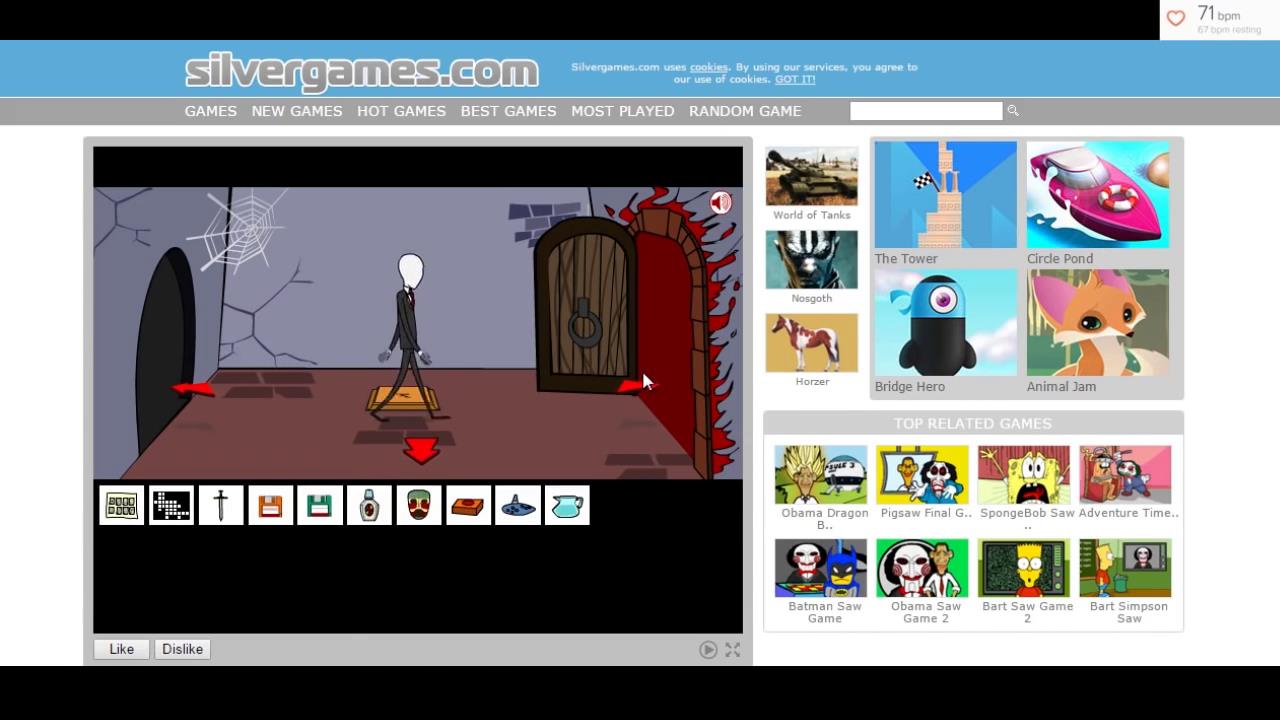 71 bpm
67 bpm resting
silvergames.com
Silvergames.com uses cookies. By using our services, you agree to
our use of cookies. GOT IT!
GAMES NEW GAMES HOT GAMES BEST GAMES MOST PLAYED RANDOM GAME
World of Tanks
Nosgoth
Horzer
The Tower
Circle Pond
Bridge Hero
Animal Jam
TOP RELATED GAMES
Obama Dragon
B..
Pigsaw Final G..
SpongeBob Saw
..
Adventure Time..
Batman Saw
Game
Obama Saw
Game 2
Bart Saw Game
2
Bart Simpson
Saw
Like
Dislike